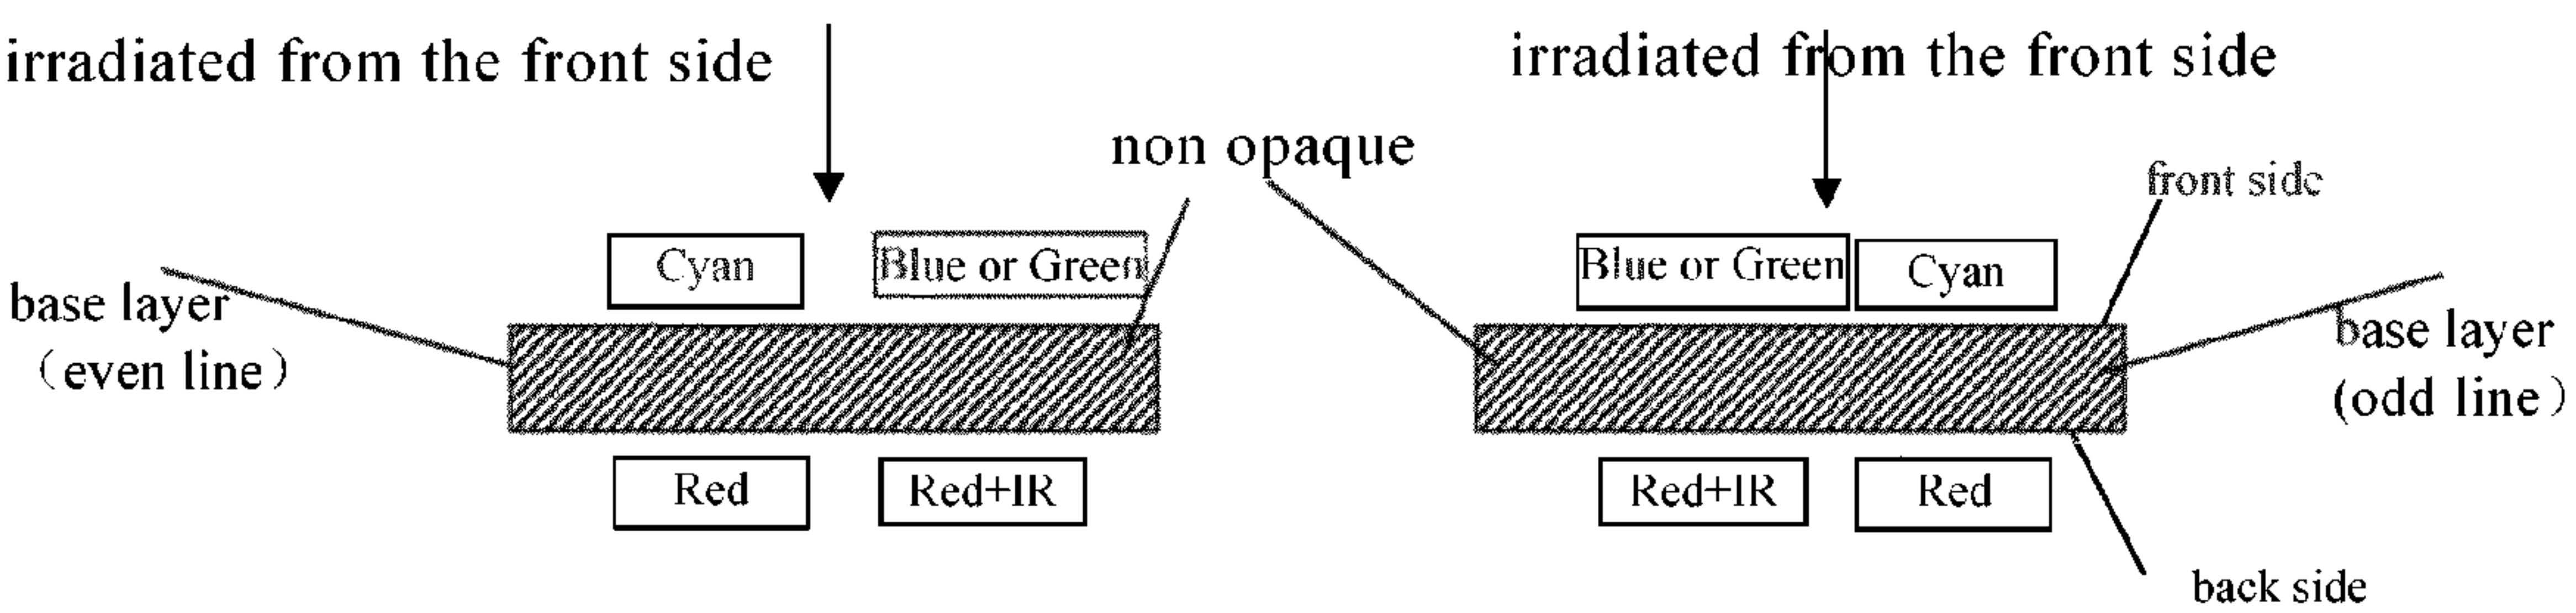 irradiated from the front side
irradiated from the front side
non opaque
front side
Cyan
Blue or Green
Blue or Green
Cyan
base layer
（even line）
base layer
(odd line）
Red
Red+IR
Red+IR
Red
back side